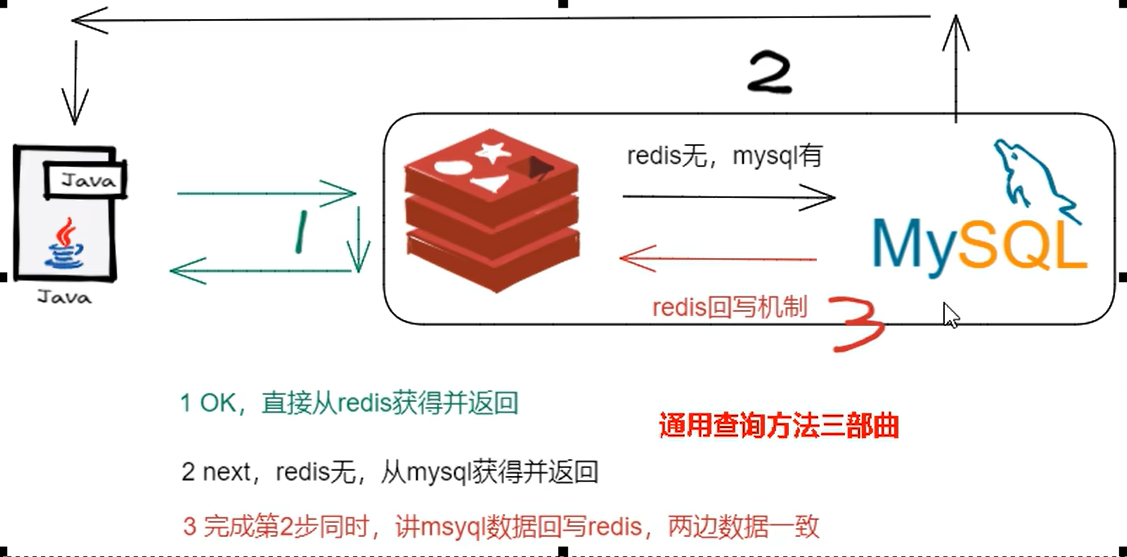 2
redis无，mysql有
Java
1
MySQL
Java
redis回写机制
3
1 OK，直接从redis获得并返回
通用查询方法三部曲
2 next，redis无，从mysql获得并返回
3 完成第2步同时，讲msyql数据回写redis，两边数据一致